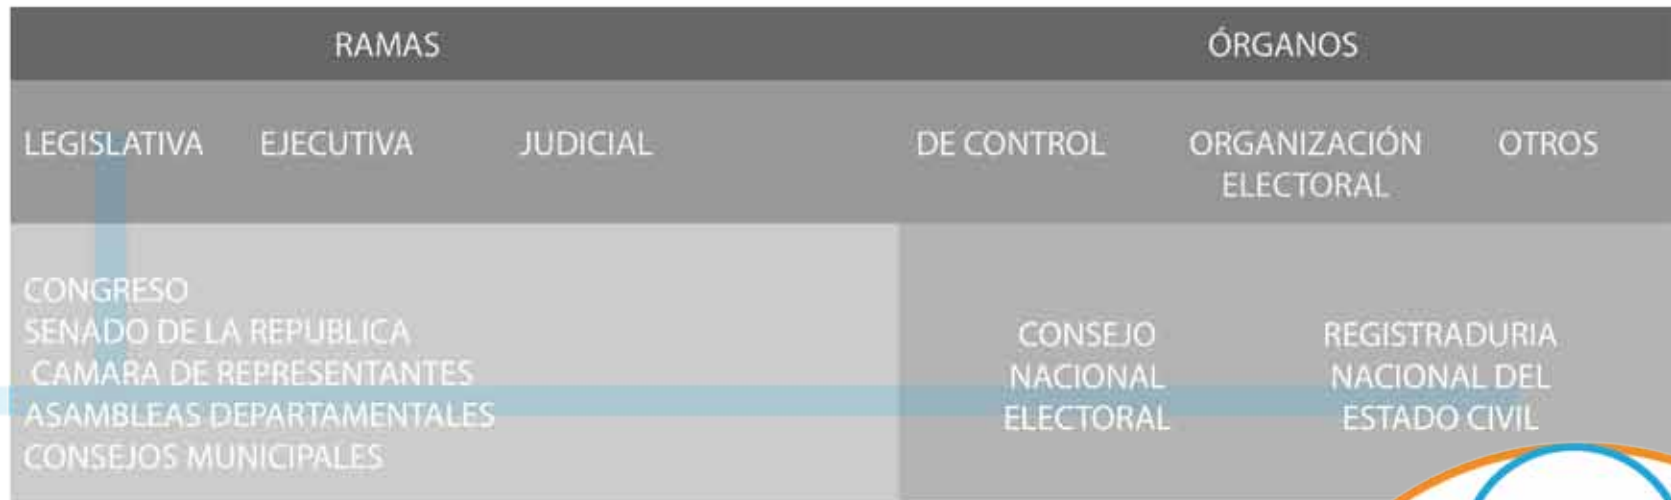 RAMAS
ÓRGANOS
LEGISLATIVA
EJECUTIVA
JUDICIAL
DE CONTROL
ORGANIZACIÓN
ELECTORAL
OTROS
CONGRESO
SENADO DE LA REPUBLICA
CAMARA DE REPRESENTANTES
ASAMBLEAS DEPARTAMENTALES
CONSEJOS MUNICIPALES
CONSEJO
NACIONAL
ELECTORAL
REGISTRADURIA
NACIONAL DEL
ESTADO CIVIL